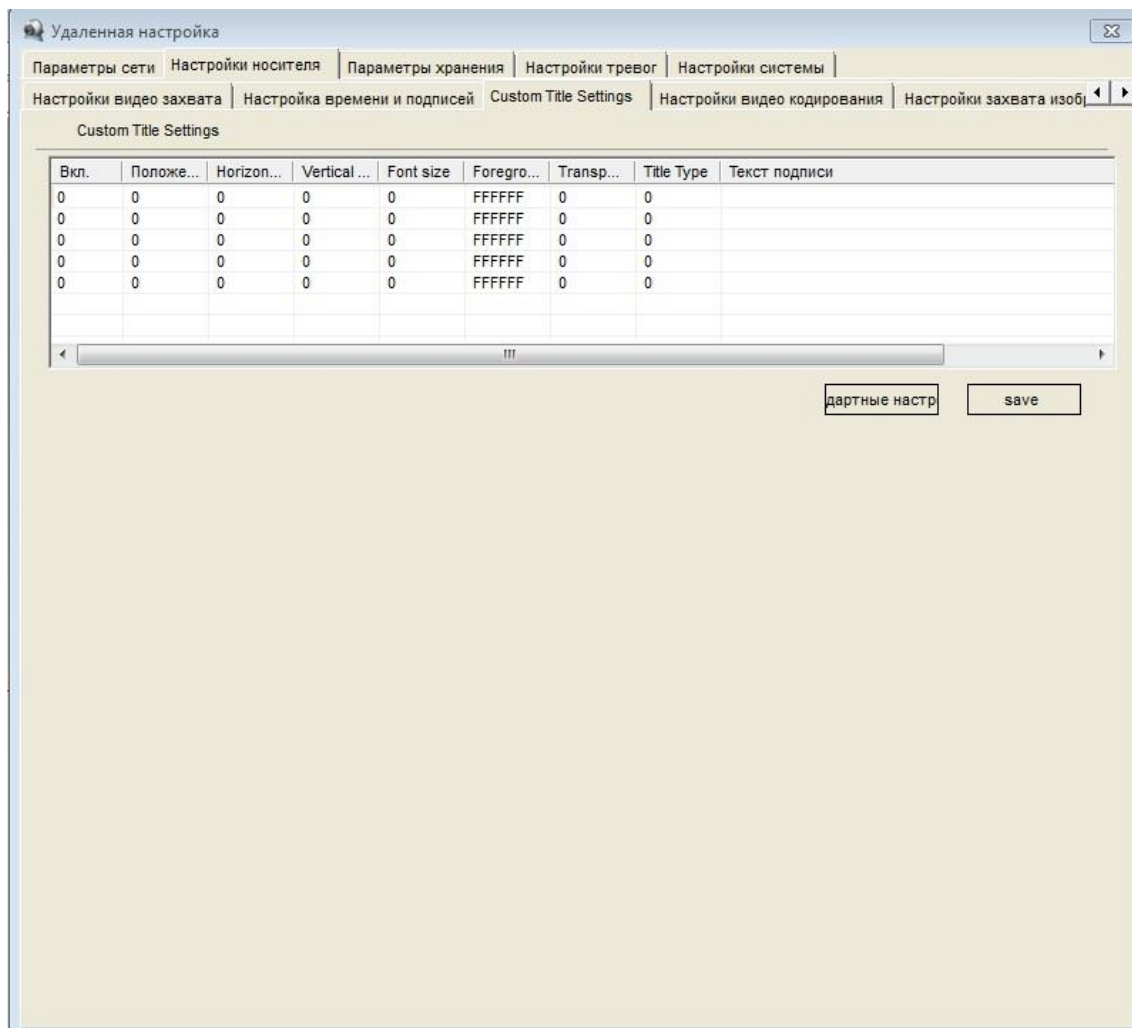 Удаленная настройка
Параметры сети Настройки носителя Параметры хранения Настройки тревог Настройки системы
Настройки видео захвата Настройка времени и подписей Custom Title Settings Настройки видео кодирования Настройки захвата изобр
Custom Title Settings
Вкл. Положе... Horizon... Vertical ... Font size Foregro... Transp... Title Type Текст подписи
0 0 0 0 0 FFFFFF 0 0
0 0 0 0 0 FFFFFF 0 0
0 0 0 0 0 FFFFFF 0 0
0 0 0 0 0 FFFFFF 0 0
0 0 0 0 0 FFFFFF 0 0
дартные настр save